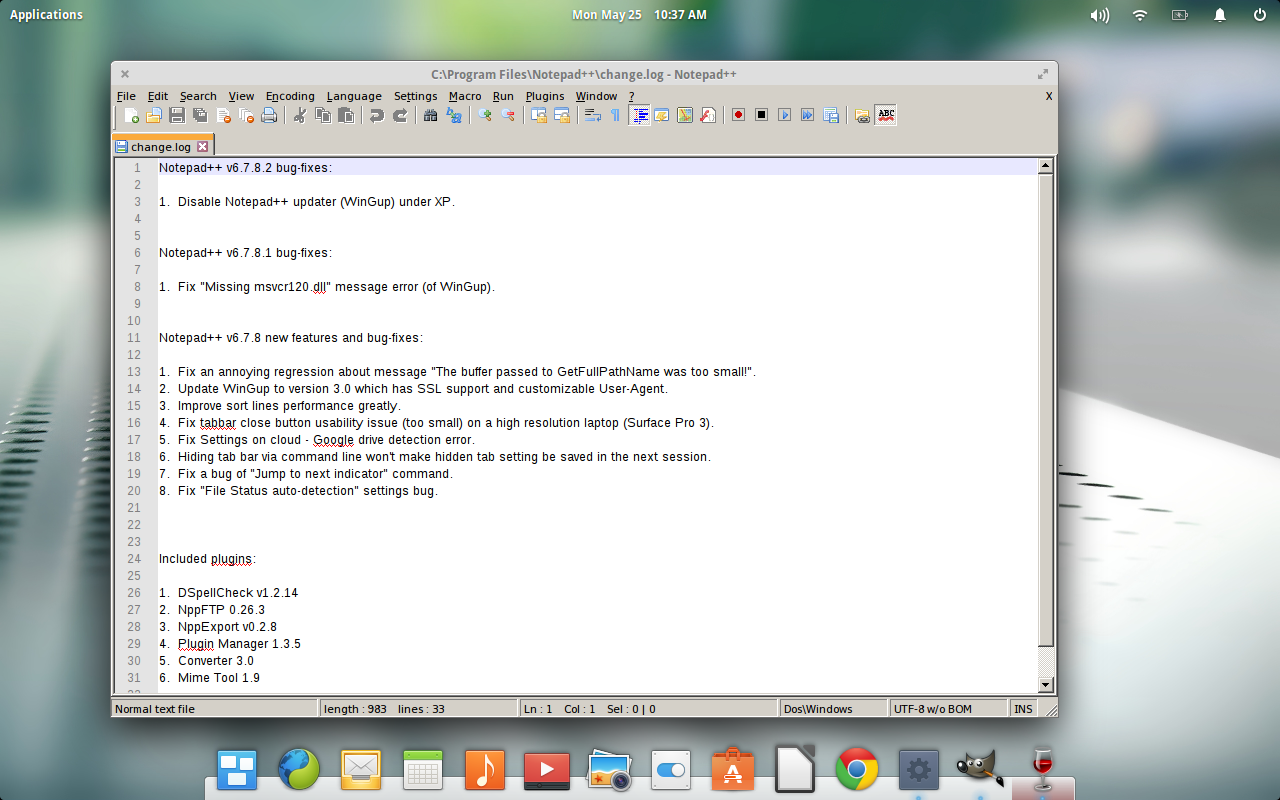 Applications
Mon May 25 10:37 AM
C:\Program Files\Notepad++\change.log - Notepad++
File Edit Search View Encoding Language Settings Macro Run Plugins Window ? X
ABC
change.log
1 Notepad++ v6.7.8.2 bug-fixes:
2
3 1. Disable Notepad++ updater (WinGup) under XP.
4
5
6 Notepad++ v6.7.8.1 bug-fixes:
7
8 1. Fix "Missing msvcr120.dll" message error (of WinGup).
9
10
11 Notepad++ v6.7.8 new features and bug-fixes:
12
13 1. Fix an annoying regression about message "The buffer passed to GetFullPathName was too small!".
14 2. Update WinGup to version 3.0 which has SSL support and customizable User-Agent.
15 3. Improve sort lines performance greatly.
16 4. Fix tabbar close button usability issue (too small) on a high resolution laptop (Surface Pro 3).
17 5. Fix Settings on cloud - Google drive detection error.
18 6. Hiding tab bar via command line won't make hidden tab setting be saved in the next session.
19 7. Fix a bug of "Jump to next indicator" command.
20 8. Fix "File Status auto-detection" settings bug.
21
22
23
24 Included plugins:
25
26 1. DSpellCheck v1.2.14
27 2. NppFTP 0.26.3
28 3. NppExport v0.2.8
29 4. Plugin Manager 1.3.5
30 5. Converter 3.0
31 6. Mime Tool 1.9
Normal text file length : 983 lines : 33 Ln : 1 Col : 1 Sel : 0 | 0 Dos\Windows UTF-8 w/o BOM INS